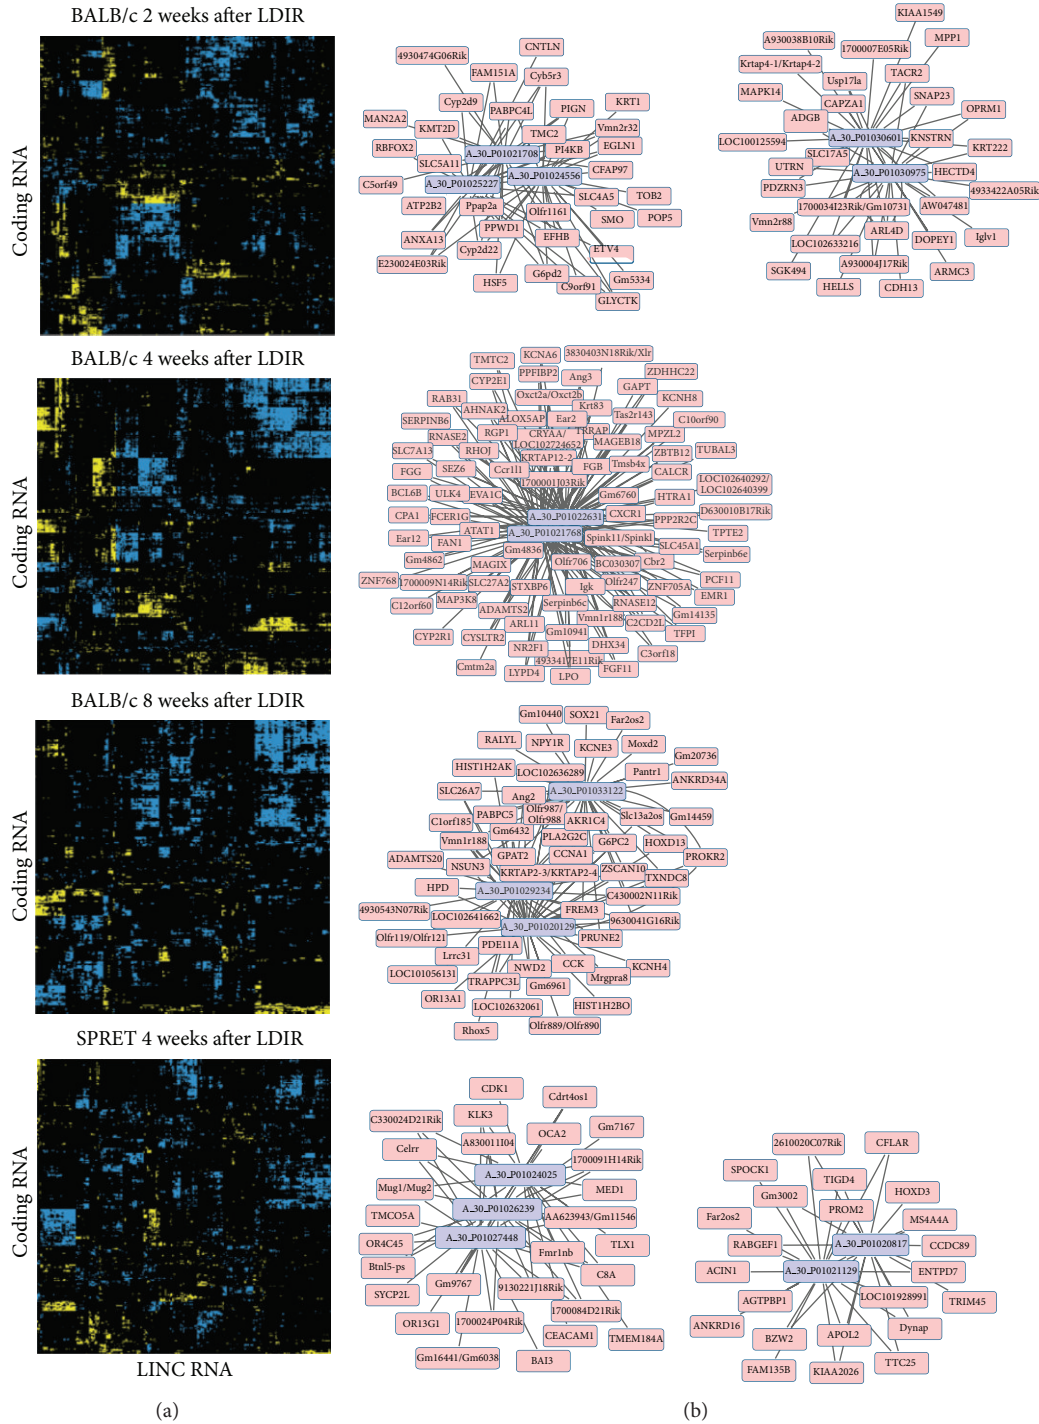 BALB/c 2 weeks after LDIR
Coding RNA
BALB/c 4 weeks after LDIR
Coding RNA
BALB/c 8 weeks after LDIR
Coding RNA
SPRET 4 weeks after LDIR
Coding RNA
LINC RNA
(a)
CNTLN
4930474G06Rik
FAM151A
Cyb5r3
Cyp2d9
PABPC4L
PIGN
KRT1
MAN2A2
KMT2D
TMC2
Vmn2r32
RBFOX2
PI4KB
EGLN1
A_30_P01021708
SLC5A11
CFAP97
A_30_P01024556
C5orf49
A_30_P01025227
SLC4A5
TOB2
ATP2B2
Ppap2a
Olfr1161
SMO
POP5
PPWD1
ANXA13
EFHB
Cyp2d22
ETV4
E230024E03Rik
G6pd2
HSF5
C9orf91
Gm5334
GLYCTK
KIAA1549
A930038B10Rik
1700007E05Rik
MPP1
Krtap4-1/Krtap4-2
TACR2
Usp17la
MAPK14
CAPZA1
SNAP23
ADGB
OPRM1
LOC100125594
A_30_P01030601
KNSTRN
SLC17A5
KRT222
UTRN
A_30_P01030975
HECTD4
PDZRN3
4933422A05Rik
1700034I23Rik/Gm10731
AW047481
Vmn2r88
ARL4D
LOC102633216
DOPEY1
Iglv1
SGK494
A930004J17Rik
ARMC3
HELLS
CDH13
TMTC2
KCNA6
3830403N18Rik/Xlr
PPFIBP2
ZDHHC22
CYP2E1
Ang3
GAPT
RAB31
Oxct2a/Oxct2b
KCNH8
AHNAK2
Krt83
SERPINB6
ALOX5AP
Ear2
Tas2r143
C10orf90
RNASE2
RGP1
CRYAA/
LOC102724652
TRRAP
MAGEB18
MPZL2
SLC7A13
RHOJ
KRTAP12-2
ZBTB12
TUBAL3
FGG
SEZ6
Ccr1l1
FGB
Tmsb4x
CALCR
1700001J03Rik
LOC102640292/
LOC102640399
BCL6B
ULK4
EVA1C
Gm6760
HTRA1
CPA1
FCER1G
A_30_P01022631
CXCR1
D630010B17Rik
PPP2R2C
ATAT1
A_30_P01021768
TPTE2
Ear12
FAN1
Spink11/Spinkl
SLC45A1
Gm4836
Serpinb6e
Gm4862
MAGIX
Olfr706
BC030307
Cbr2
ZNF768
1700009N14Rik
SLC27A2
STXBP6
Igk
Olfr247
ZNF705A
PCF11
EMR1
C12orf60
MAP3K8
Serpinb6c
RNASE12
ADAMTS2
Vmn1r188
Gm14135
C2CD2L
CYP2R1
CYSLTR2
ARL11
Gm10941
TFPI
NR2F1
DHX34
C3orf18
Cmtm2a
LYPD4
4933417E11Rik
FGF11
LPO
Gm10440
SOX21
Far2os2
RALYL
NPY1R
KCNE3
Moxd2
Gm20736
HIST1H2AK
LOC102636289
Pantr1
ANKRD34A
SLC26A7
Ang2
A_30_P01033122
C1orf185
PABPC5
Olfr987/
Olfr988
AKR1C4
Slc13a2os
Gm14459
Vmn1r188
Gm6432
PLA2G2C
G6PC2
HOXD13
ADAMTS20
GPAT2
CCNA1
PROKR2
NSUN3
KRTAP2-3/KRTAP2-4
ZSCAN10
TXNDC8
HPD
A_30_P01029234
C430002N11Rik
4930543N07Rik
FREM3
LOC102641662
A_30_P01020129
9630041G16Rik
Olfr119/Olfr121
PDE11A
PRUNE2
Lrrc31
NWD2
CCK
KCNH4
LOC101056131
TRAPPC3L
Mrgpra8
Gm6961
OR13A1
LOC102632061
HIST1H2BO
Rhox5
Olfr889/Olfr890
CDK1
Cdrt4os1
C330024D21Rik
KLK3
OCA2
Gm7167
A830011I04
Celrr
1700091H14Rik
A_30_P01024025
Mug1/Mug2
MED1
A_30_P01026239
TMCO5A
AA623943/Gm11546
OR4C45
A_30_P01027448
TLX1
Btnl5-ps
Fmr1nb
C8A
SYCP2L
Gm9767
9130221J18Rik
OR13G1
1700024P04Rik
1700084D21Rik
CEACAM1
TMEM184A
Gm16441/Gm6038
BAI3
2610020C07Rik
CFLAR
SPOCK1
TIGD4
Gm3002
HOXD3
PROM2
Far2os2
MS4A4A
RABGEF1
A_30_P01020817
CCDC89
ACIN1
A_30_P01021129
ENTPD7
AGTPBP1
LOC101928991
TRIM45
ANKRD16
Dynap
BZW2
APOL2
FAM135B
KIAA2026
TTC25
(b)